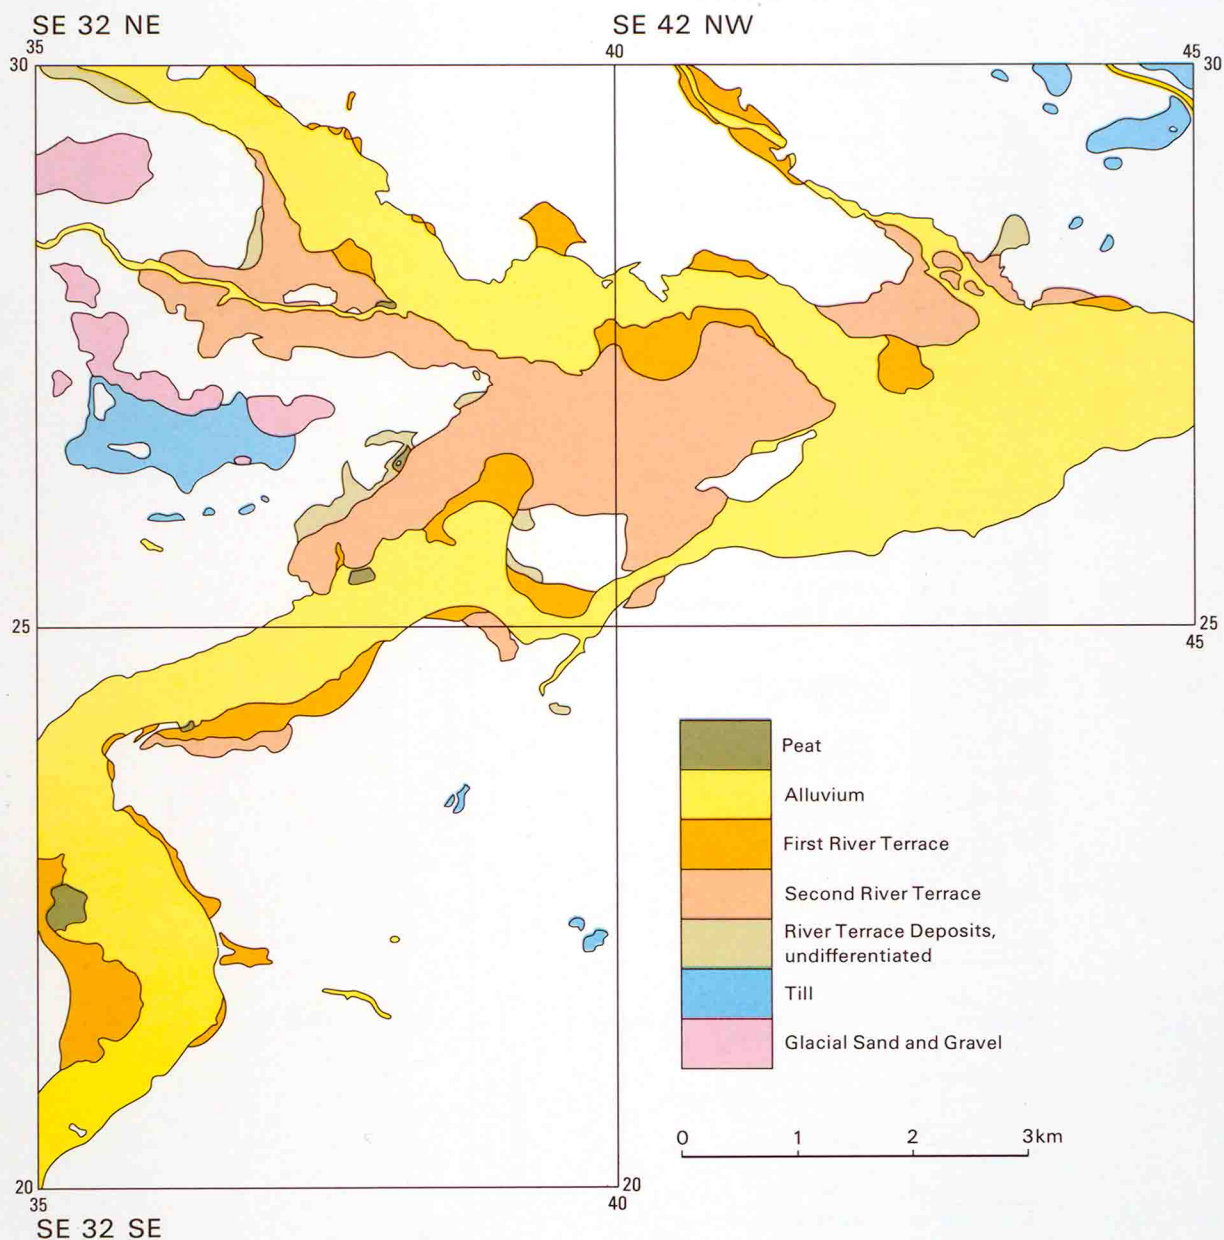 SE 32 NE
SE 42 NW
35
40
45
30
30
25
25
45
Peat
Alluvium
First River Terrace
Second River Terrace
River Terrace Deposits,
undifferentiated
Till
Glacial Sand and Gravel
0 1 2 3km
20
20
35
40
SE 32 SE